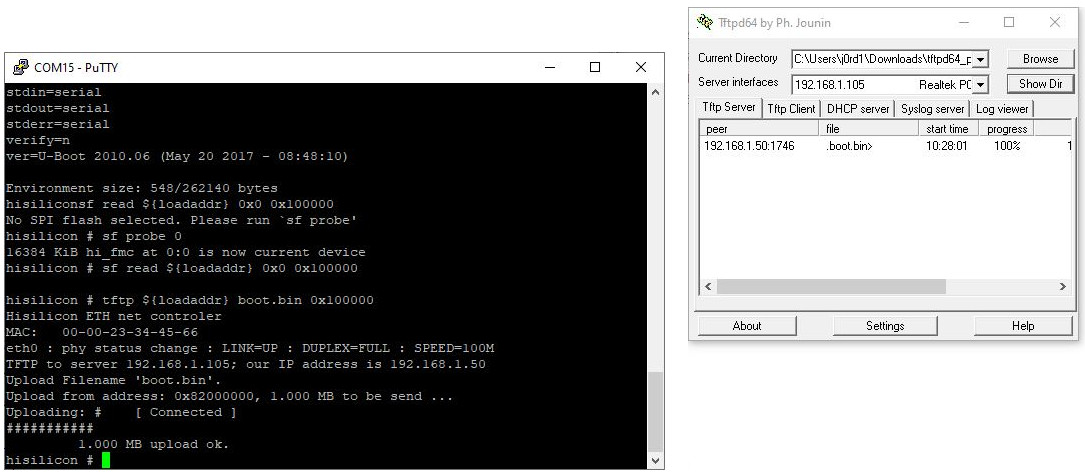 COM15 - PuTTY
stdin=serial
stdout=serial
stderr=serial
verify=n
ver=U-Boot 2010.06 (May 20 2017 - 08:48:10)
Environment size: 548/262140 bytes
hisiliconsf read ${loadaddr} 0x0 0x100000
No SPI flash selected. Please run `sf probe'
hisilicon # sf probe 0
16384 KiB hi_fmc at 0:0 is now current device
hisilicon # sf read ${loadaddr} 0x0 0x100000
hisilicon # tftp ${loadaddr} boot.bin 0x100000
Hisilicon ETH net controler
MAC:   00-00-23-34-45-66
eth0 : phy status change : LINK=UP : DUPLEX=FULL : SPEED=100M
TFTP to server 192.168.1.105; our IP address is 192.168.1.50
Upload Filename 'boot.bin'.
Upload from address: 0x82000000, 1.000 MB to be send ...
Uploading: #    [ Connected ]
###########
1.000 MB upload ok.
hisilicon #
Tftpd64 by Ph. Jounin
Current Directory C:\Users\j0rd1\Downloads\tftpd64_p Browse
Server interfaces 192.168.1.105 Realtek PC Show Dir
Tftp Server Tftp Client DHCP server Syslog server Log viewer
peer file start time progress
192.168.1.50:1746 .boot.bin> 10:28:01 100% 1
About Settings Help